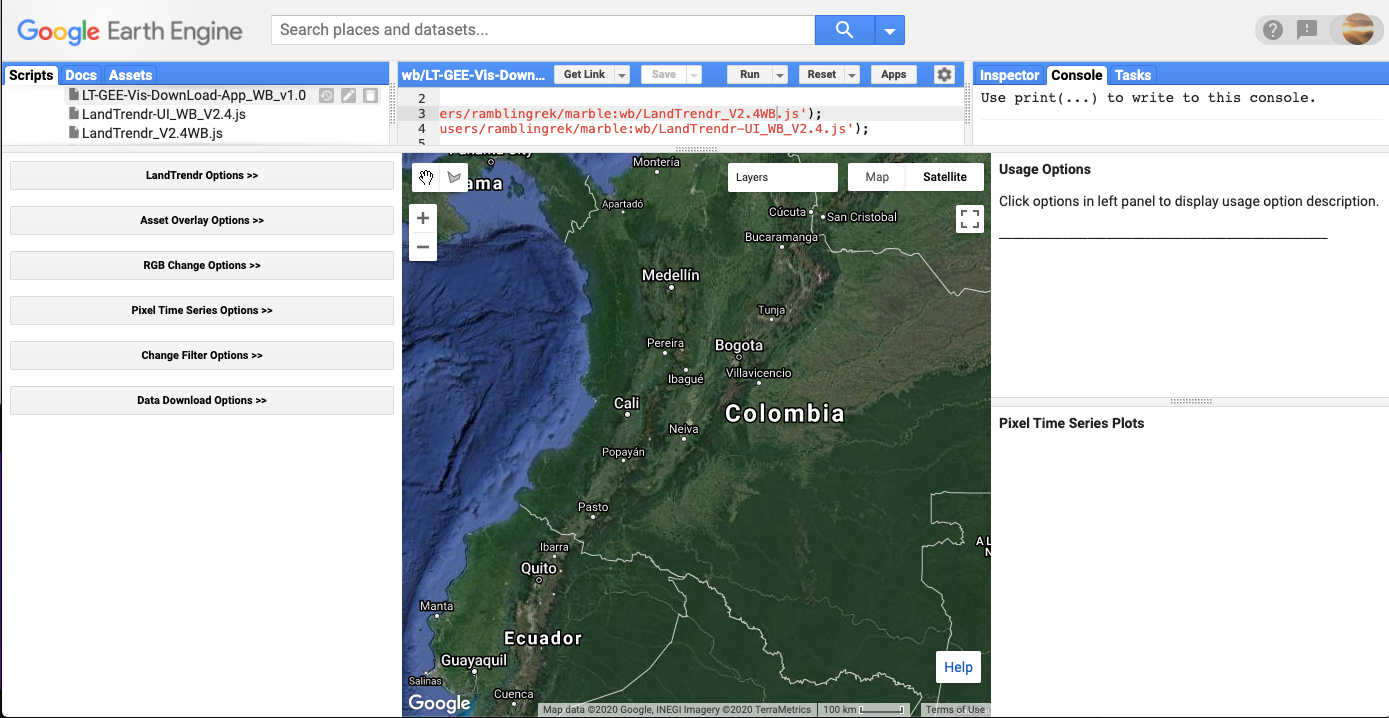 Google Earth Engine
Search places and datasets...
Scripts Docs Assets
LT-GEE-Vis-DownLoad-App_WB_v1.0
LandTrendr-UI_WB_V2.4.js
LandTrendr_V2.4WB.js
wb/LT-GEE-Vis-Down... Get Link Save Run Reset Apps
2
3 ers/ramblingrek/marble:wb/LandTrendr_V2.4WB.js');
4 users/ramblingrek/marble:wb/LandTrendr-UI_WB_V2.4.js');
5
Inspector Console Tasks
Use print(...) to write to this console.
LandTrendr Options >>
Asset Overlay Options >>
RGB Change Options >>
Pixel Time Series Options >>
Change Filter Options >>
Data Download Options >>
Panama City
ama
Montería
Layers
Map Satellite
Apartadó
Cúcuta
San Cristobal
Bucaramanga
Medellín
Tunja
Pereira
Bogota
Ibagué
Villavicencio
Cali
Colombia
Neiva
Popayán
Pasto
Ibarra
Quito
Manta
Ecuador
Guayaquil
Salinas
Cuenca
AL
N
Help
Google
Map data ©2020 Google, INEGI Imagery ©2020 TerraMetrics 100 km Terms of Use
Usage Options
Click options in left panel to display usage option description.
Pixel Time Series Plots